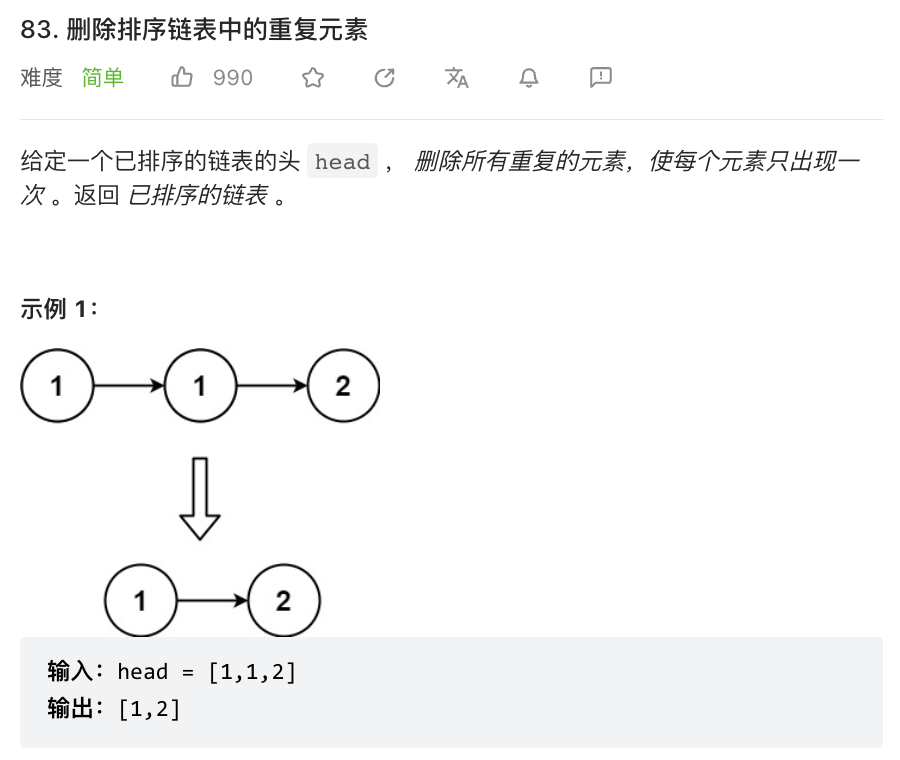 83. 删除排序链表中的重复元素
难度 简单 990
给定一个已排序的链表的头 head ， 删除所有重复的元素，使每个元素只出现一
次 。返回 已排序的链表 。
示例 1：
1 1 2
1 2
输入：head = [1,1,2]
输出：[1,2]